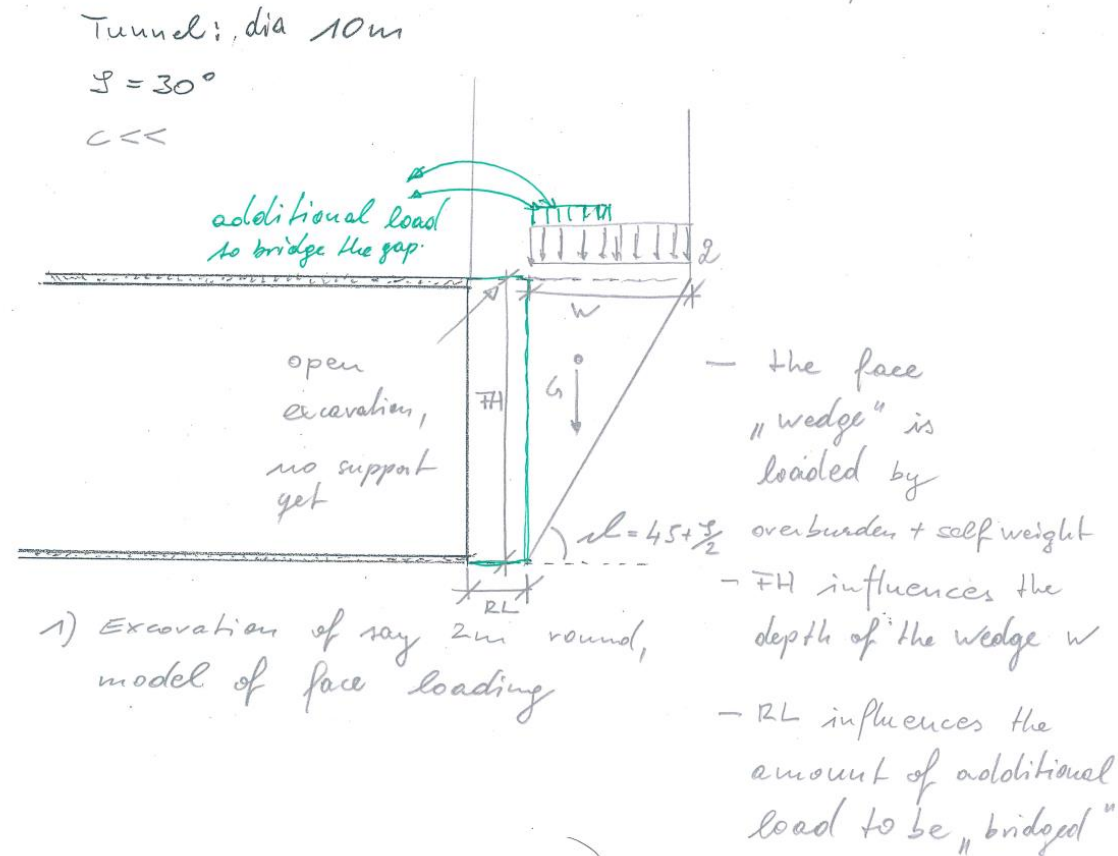 Tunnel: dia 10m
φ = 30°
c <<
additional load
to bridge the gap.
q
w
open
excavation,
no support
yet
FH
G
ϑ = 45+φ/2
RL
1) Excavation of say 2m round,
model of face loading
– the face
„wedge" is
loaded by
overburden + self weight
– FH influences the
depth of the wedge w
– RL influences the
amount of additional
load to be „bridged"